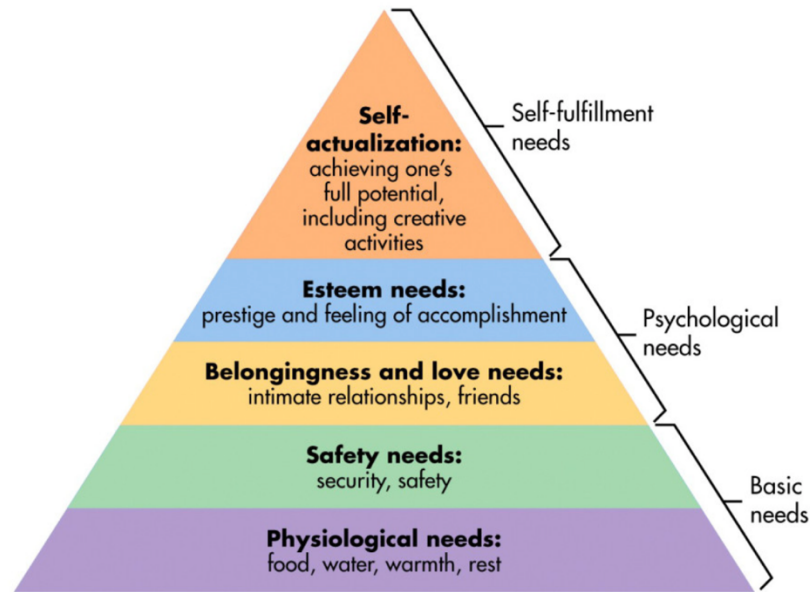 Self-
actualization:
achieving one's
full potential,
including creative
activities
Self-fulfillment
needs
Esteem needs:
prestige and feeling of accomplishment
Psychological
needs
Belongingness and love needs:
intimate relationships, friends
Safety needs:
security, safety
Basic
needs
Physiological needs:
food, water, warmth, rest